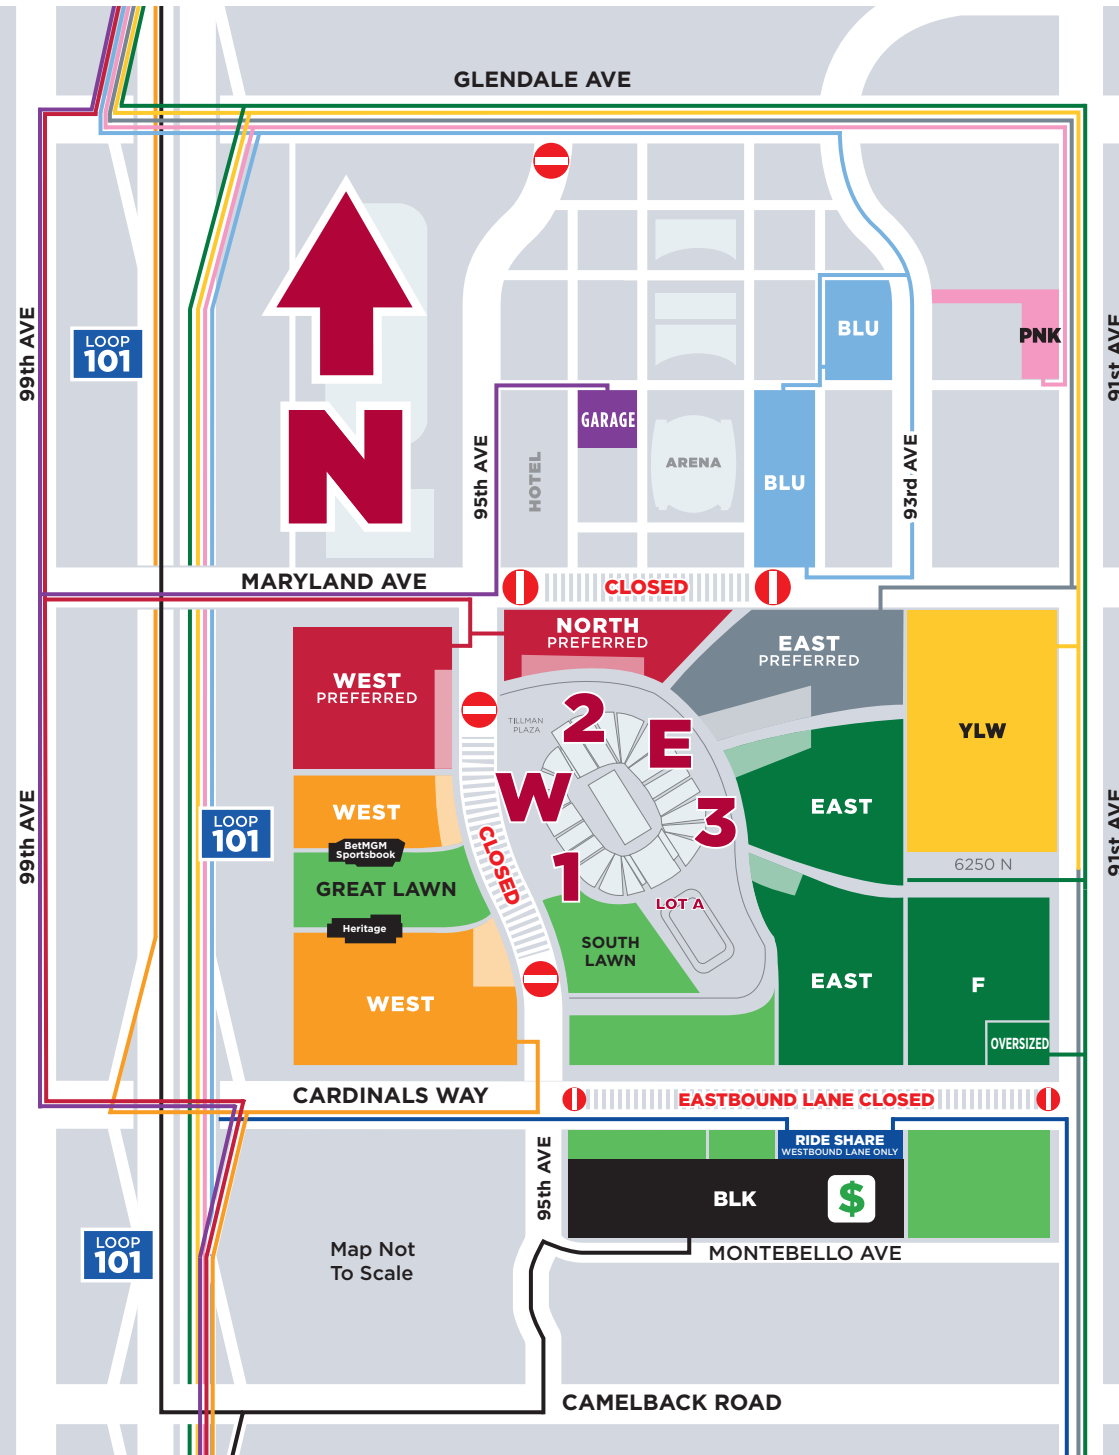 GLENDALE AVE
99th AVE
LOOP
101
N
BLU
PNK
91st AVE
GARAGE
HOTEL
ARENA
95th AVE
BLU
93rd AVE
MARYLAND AVE
CLOSED
NORTH
PREFERRED
EAST
PREFERRED
WEST
PREFERRED
TILLMAN
PLAZA
2
E
YLW
W
3
1
EAST
WEST
BetMGM
Sportsbook
CLOSED
99th AVE
LOOP
101
91st AVE
6250 N
GREAT LAWN
LOT A
Heritage
SOUTH
LAWN
WEST
EAST
F
OVERSIZED
CARDINALS WAY
EASTBOUND LANE CLOSED
RIDE SHARE
WESTBOUND LANE ONLY
95th AVE
BLK
$
LOOP
101
Map Not
To Scale
MONTEBELLO AVE
CAMELBACK ROAD